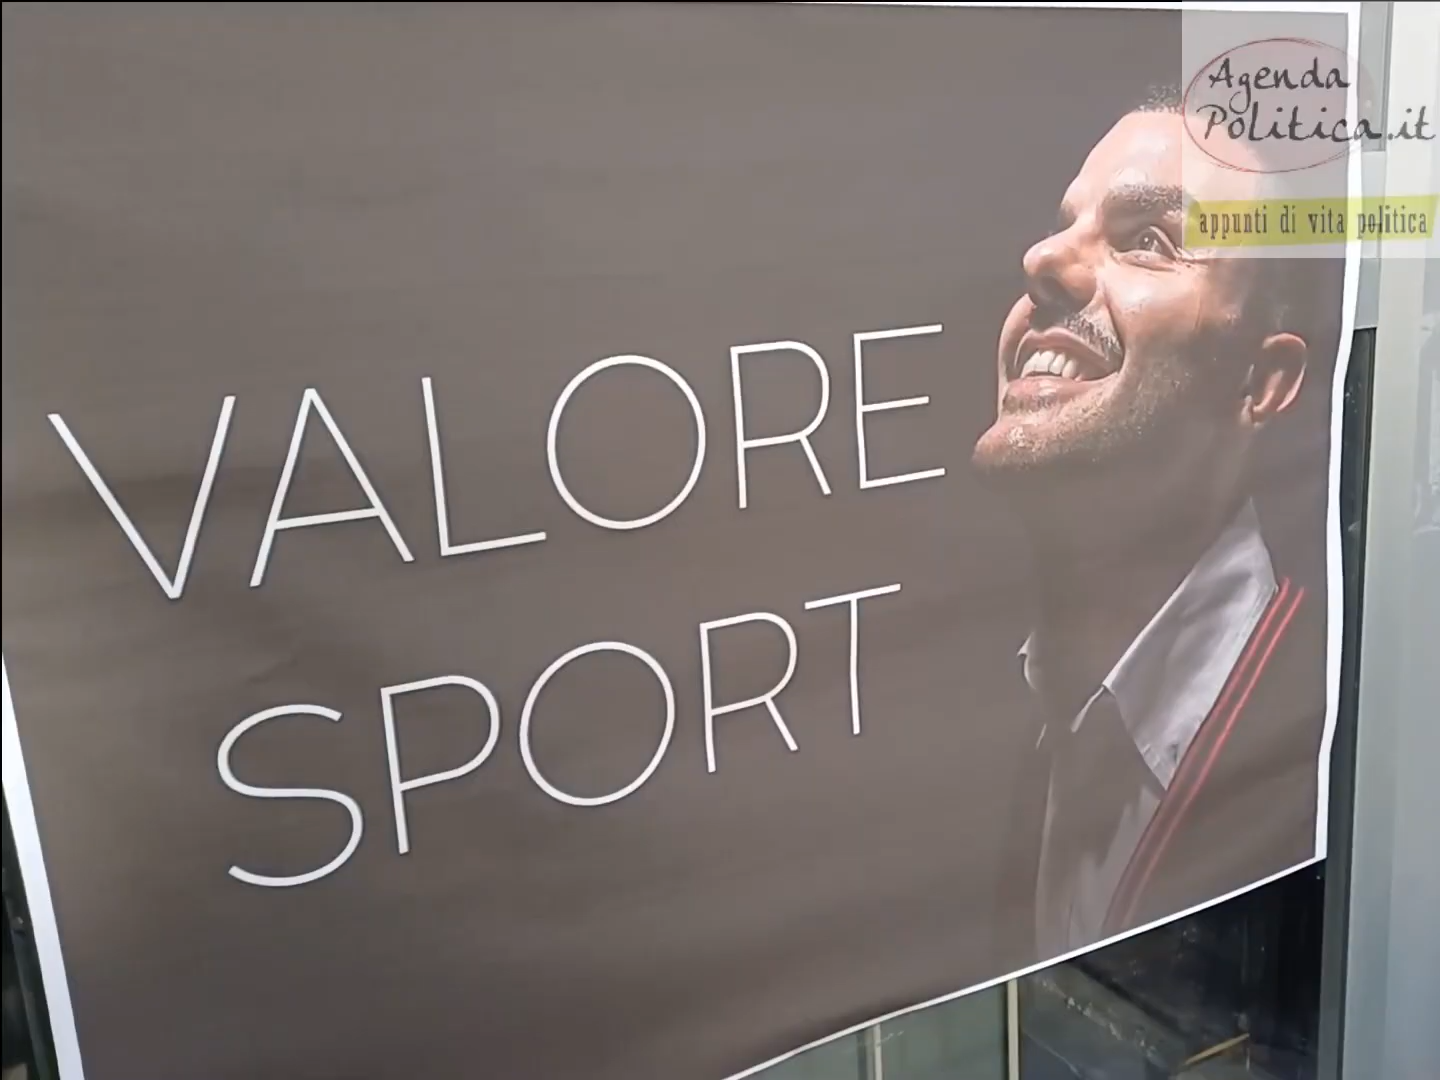 Agenda
Politica.it
appunti di vita politica
VALORE
SPORT